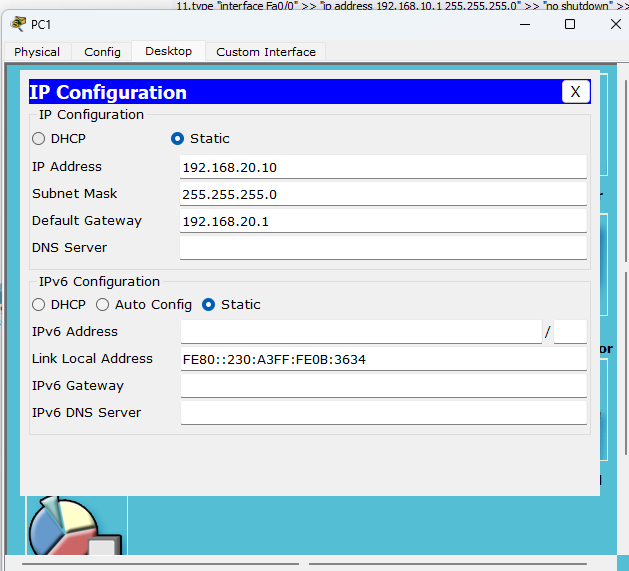 11.type "interface Fa0/0" >> "ip address 192.168.10.1 255.255.255.0" >> "no shutdown" >>
PC1
Physical Config Desktop Custom Interface
IP Configuration X
IP Configuration
DHCP Static
IP Address 192.168.20.10
Subnet Mask 255.255.255.0
Default Gateway 192.168.20.1
DNS Server
IPv6 Configuration
DHCP Auto Config Static
IPv6 Address /
Link Local Address FE80::230:A3FF:FE0B:3634
IPv6 Gateway
IPv6 DNS Server